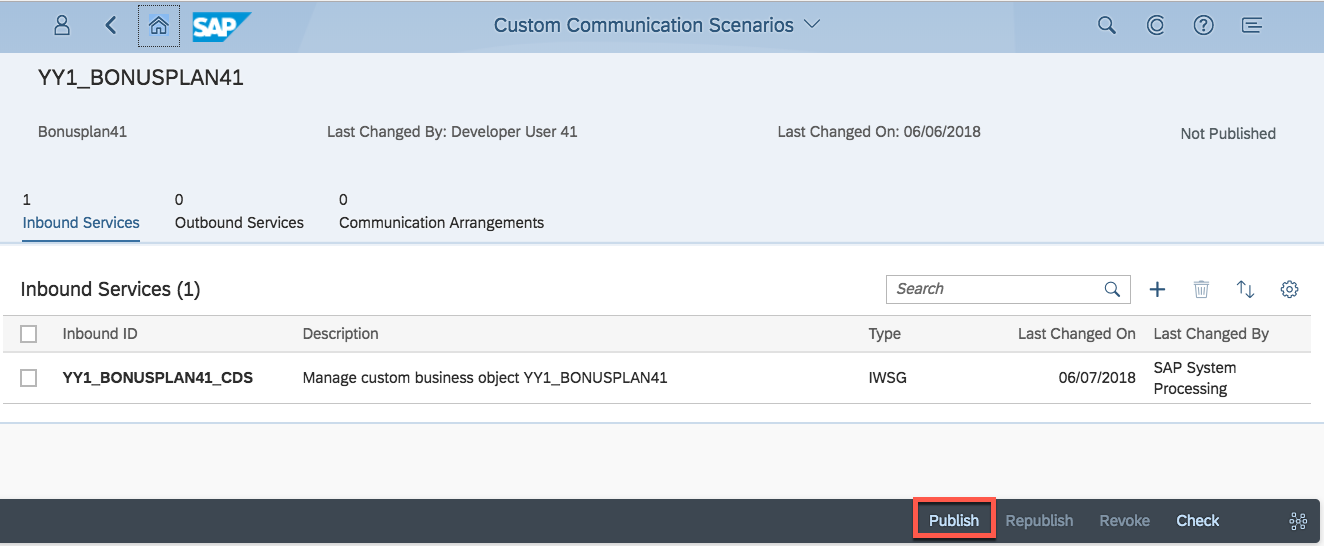 SAP Custom Communication Scenarios
YY1_BONUSPLAN41
Bonusplan41 Last Changed By: Developer User 41 Last Changed On: 06/06/2018 Not Published
1 0 0
Inbound Services Outbound Services Communication Arrangements
Inbound Services (1) Search
Inbound ID Description Type Last Changed On Last Changed By
YY1_BONUSPLAN41_CDS Manage custom business object YY1_BONUSPLAN41 IWSG 06/07/2018 SAP System
Processing
Publish Republish Revoke Check